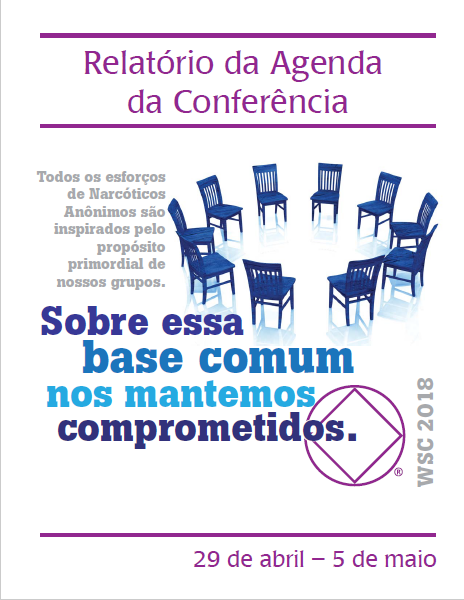 Relatório da Agenda
da Conferência
Todos os esforços
de Narcóticos
Anônimos são
inspirados pelo
propósito
primordial de
nossos grupos.
Sobre essa
base comum
nos mantemos
comprometidos.
®
WSC 2018
29 de abril – 5 de maio